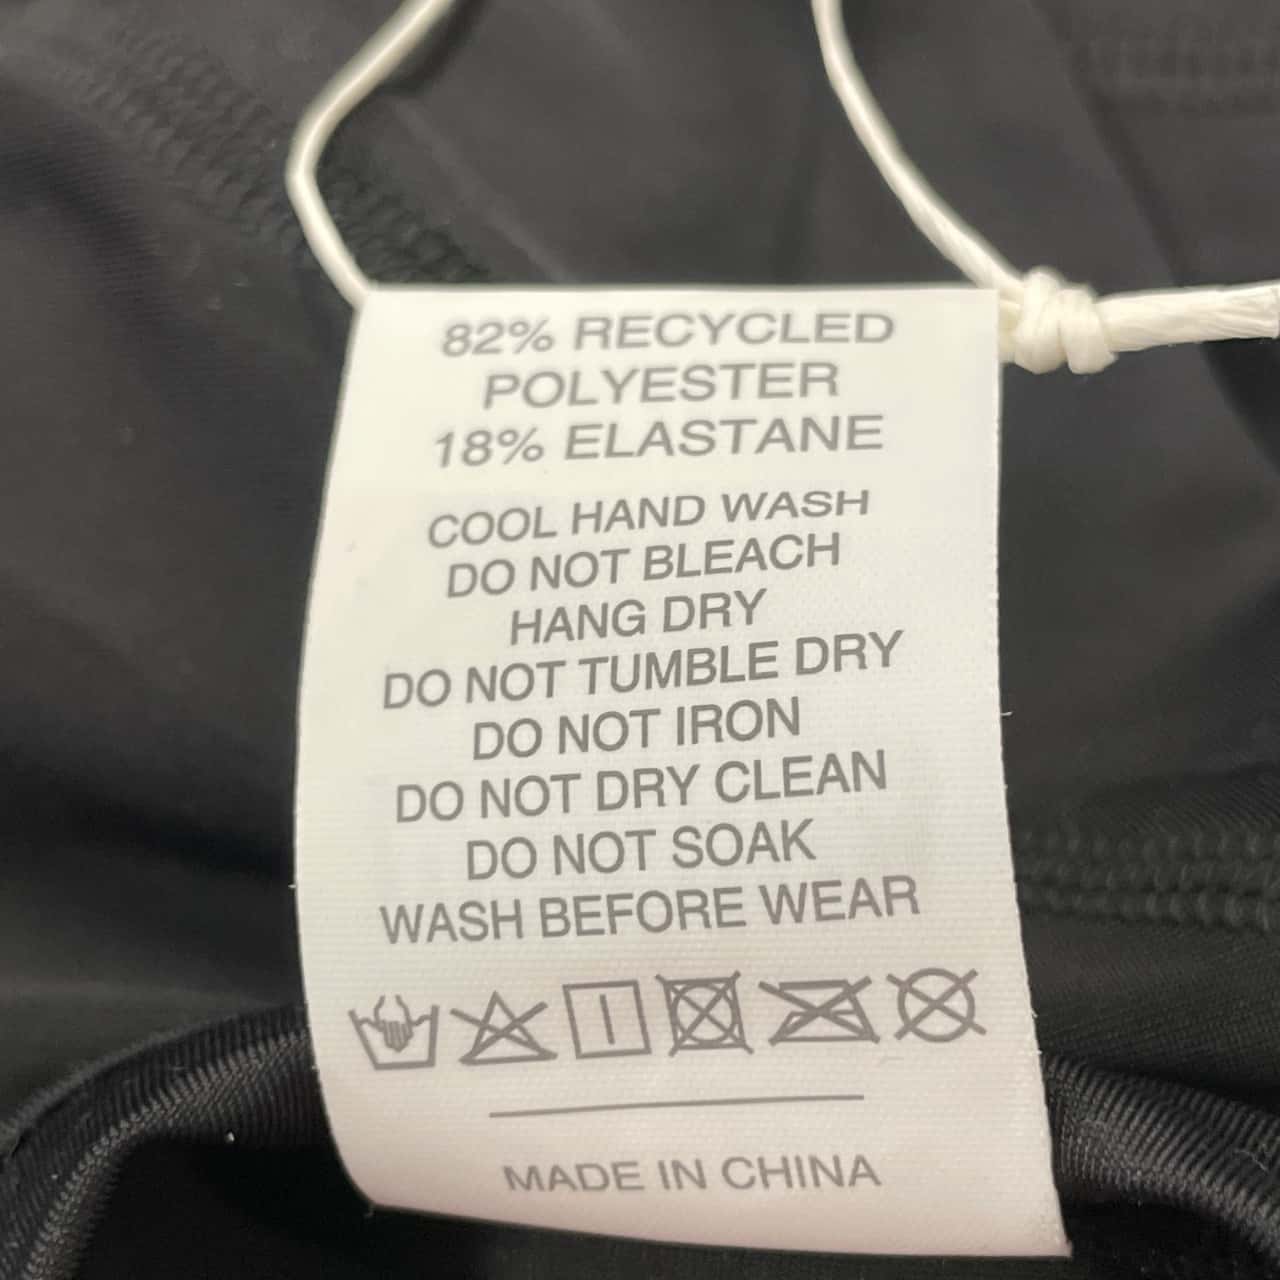 82% RECYCLED
POLYESTER
18% ELASTANE
COOL HAND WASH
DO NOT BLEACH
HANG DRY
DO NOT TUMBLE DRY
DO NOT IRON
DO NOT DRY CLEAN
DO NOT SOAK
WASH BEFORE WEAR
MADE IN CHINA